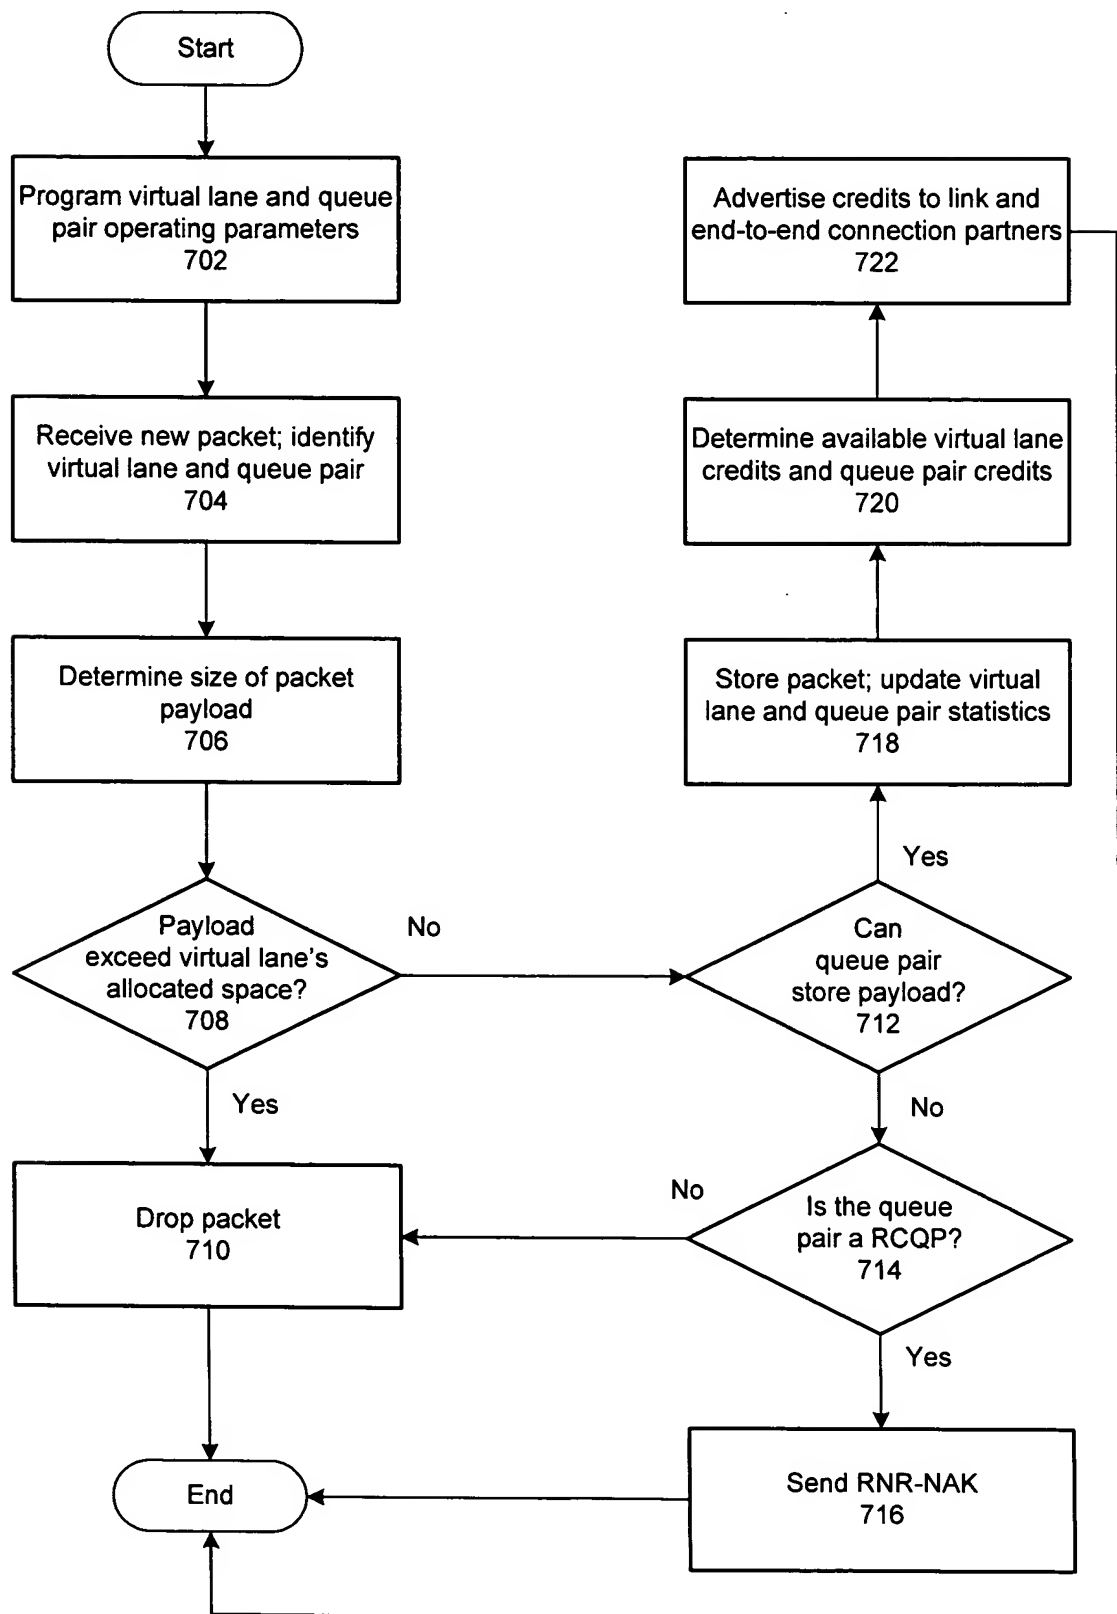 Start
Program virtual lane and queue
pair operating parameters
702
Receive new packet; identify
virtual lane and queue pair
704
Determine size of packet
payload
706
Payload
exceed virtual lane's
allocated space?
708
No
Yes
Drop packet
710
End
Advertise credits to link and
end-to-end connection partners
722
Determine available virtual lane
credits and queue pair credits
720
Store packet; update virtual
lane and queue pair statistics
718
Yes
Can
queue pair
store payload?
712
No
Is the queue
pair a RCQP?
714
No
Yes
Send RNR-NAK
716